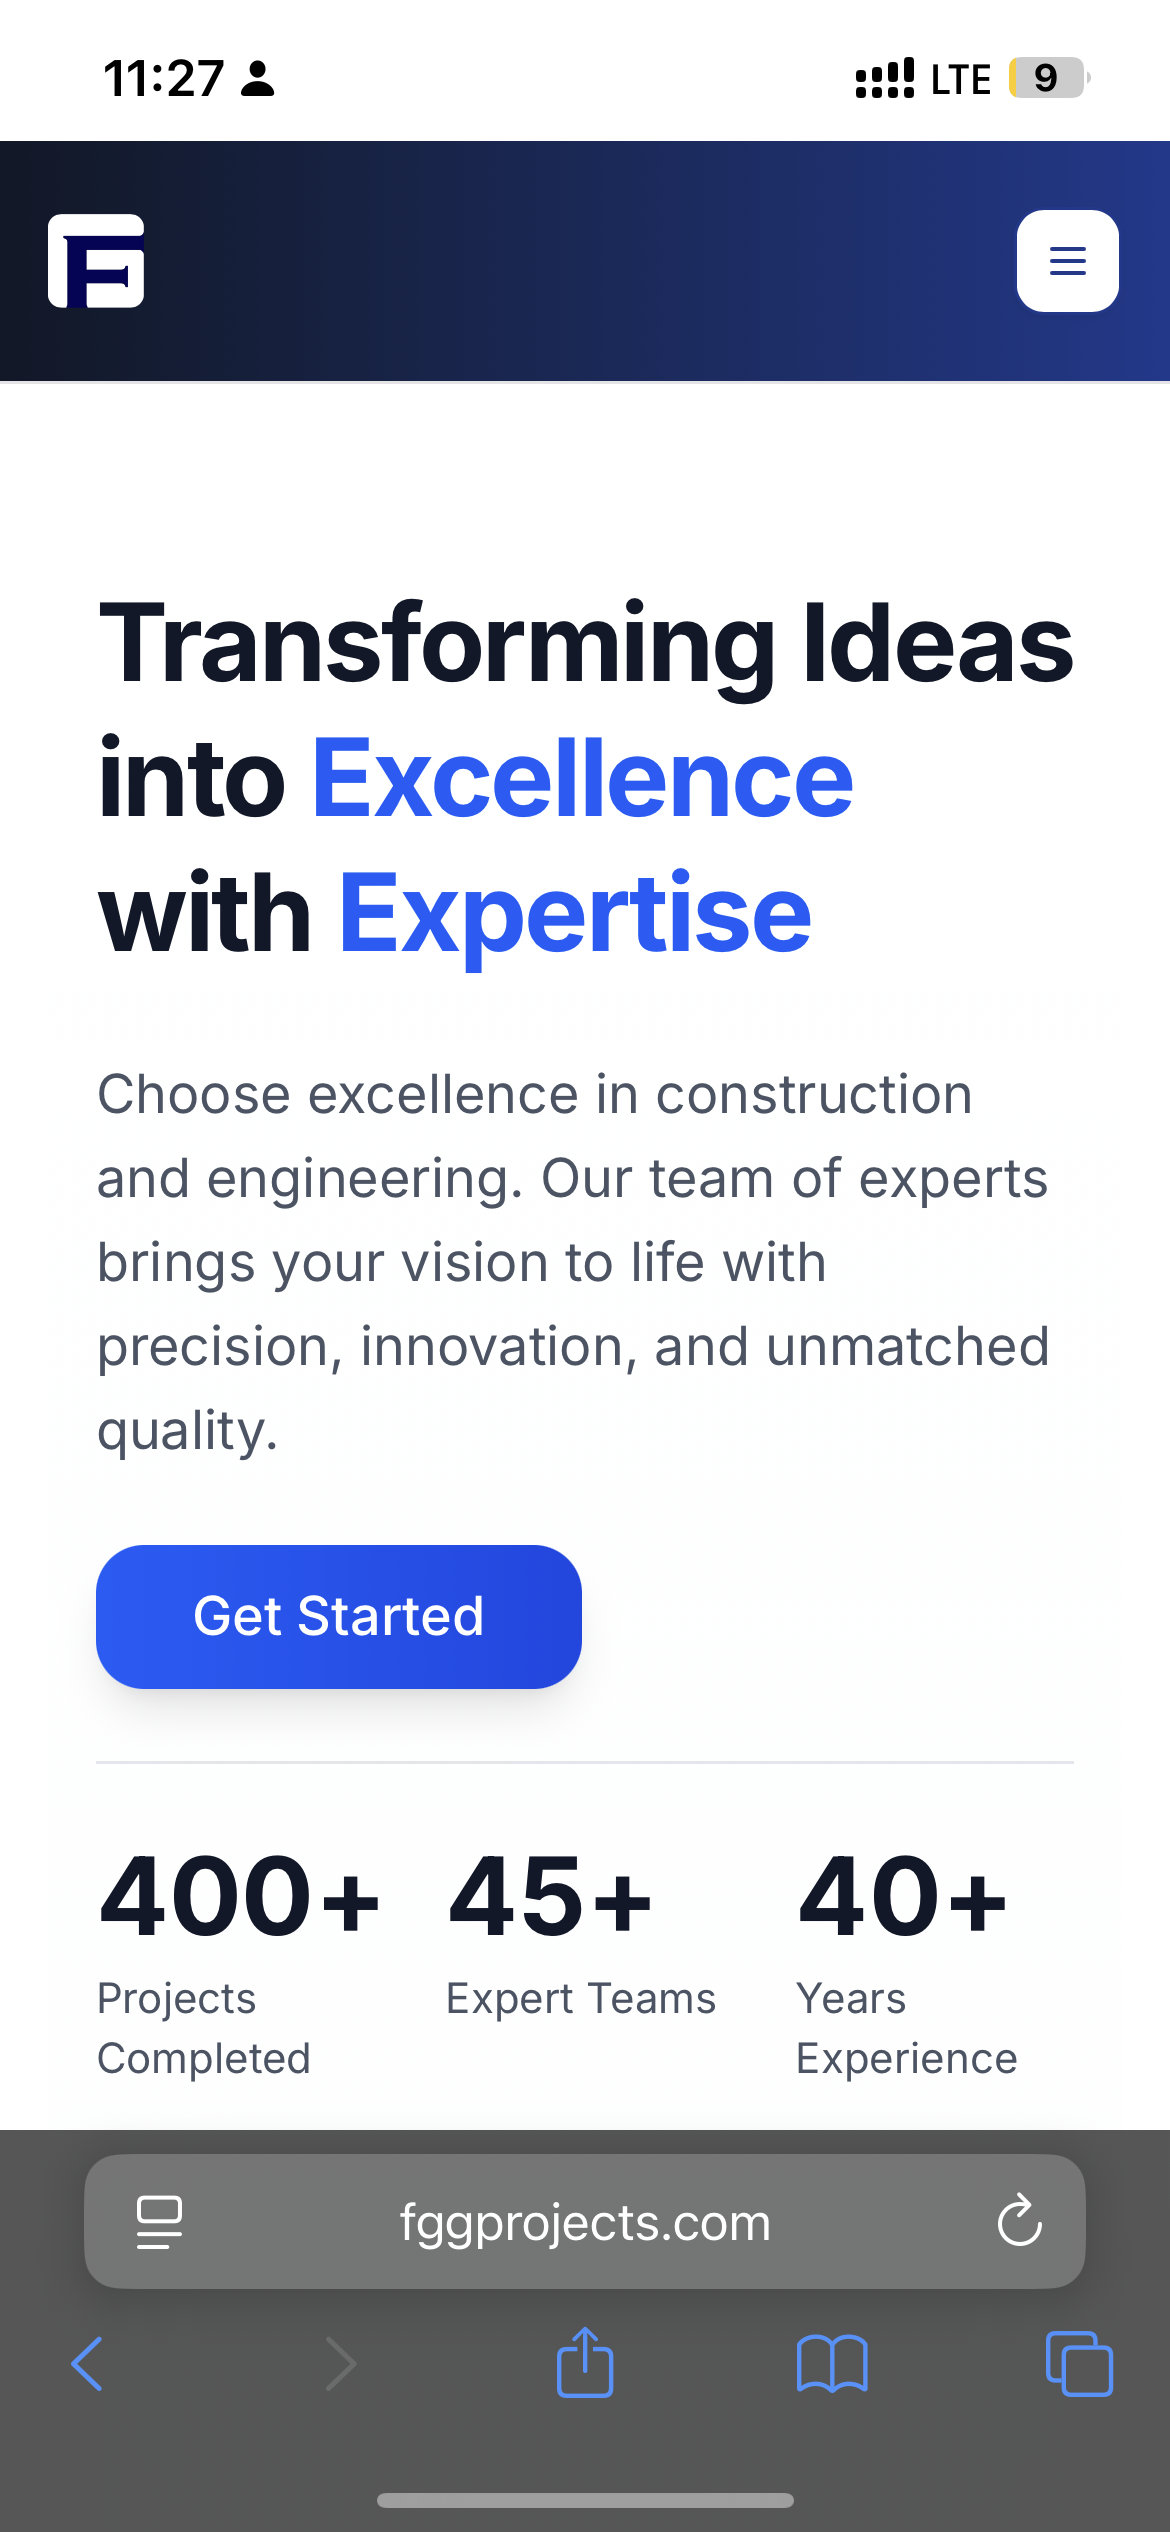 11:27
LTE
9
Transforming Ideas
into Excellence
with Expertise
Choose excellence in construction
and engineering. Our team of experts
brings your vision to life with
precision, innovation, and unmatched
quality.
Get Started
400+ 45+ 40+
Projects Expert Teams Years
Completed Experience
fggprojects.com